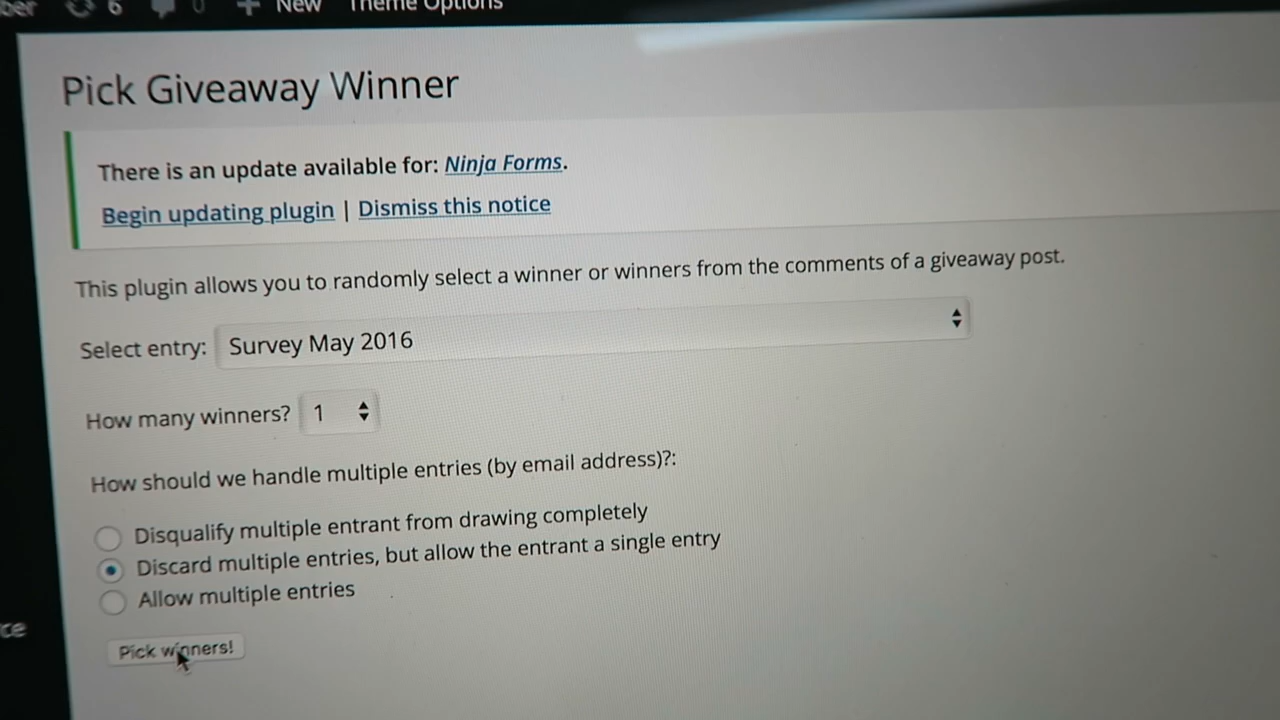 6 0 New Theme Options
Pick Giveaway Winner
There is an update available for: Ninja Forms.
Begin updating plugin | Dismiss this notice
This plugin allows you to randomly select a winner or winners from the comments of a giveaway post.
Select entry: Survey May 2016
How many winners? 1
How should we handle multiple entries (by email address)?:
Disqualify multiple entrant from drawing completely
Discard multiple entries, but allow the entrant a single entry
Allow multiple entries
Pick winners!